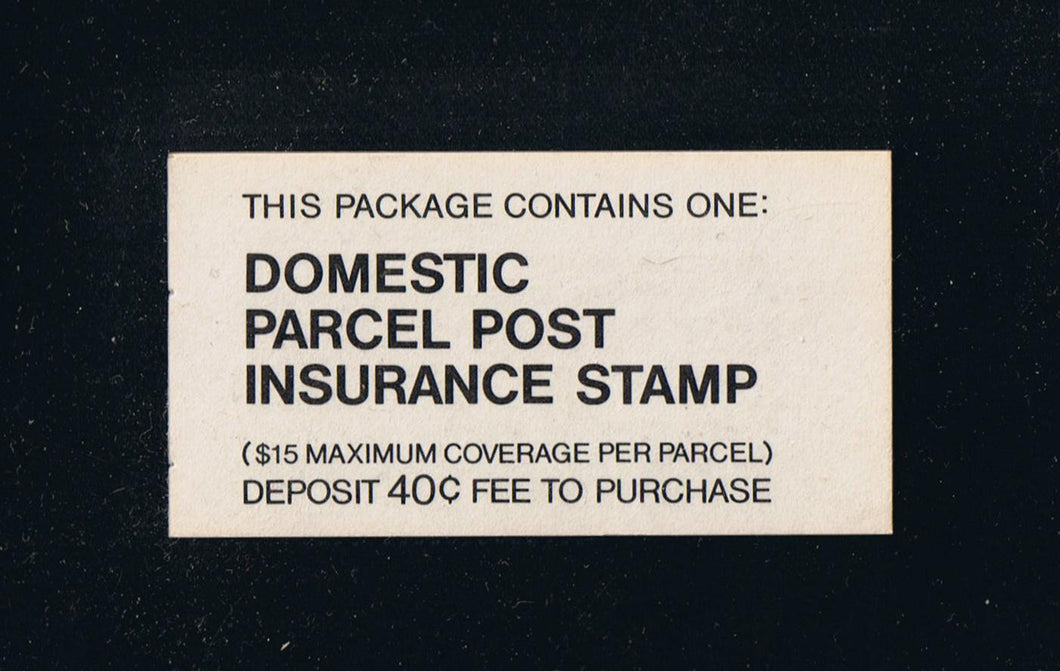 THIS PACKAGE CONTAINS ONE:
DOMESTIC
PARCEL POST
INSURANCE STAMP
($15 MAXIMUM COVERAGE PER PARCEL)
DEPOSIT 40¢ FEE TO PURCHASE